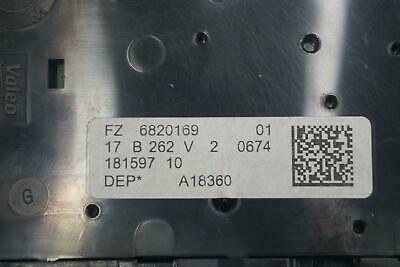 Valeo
FZ 6820169 01
17 B 262 V 2 0674
181597 10
DEP* A18360
G